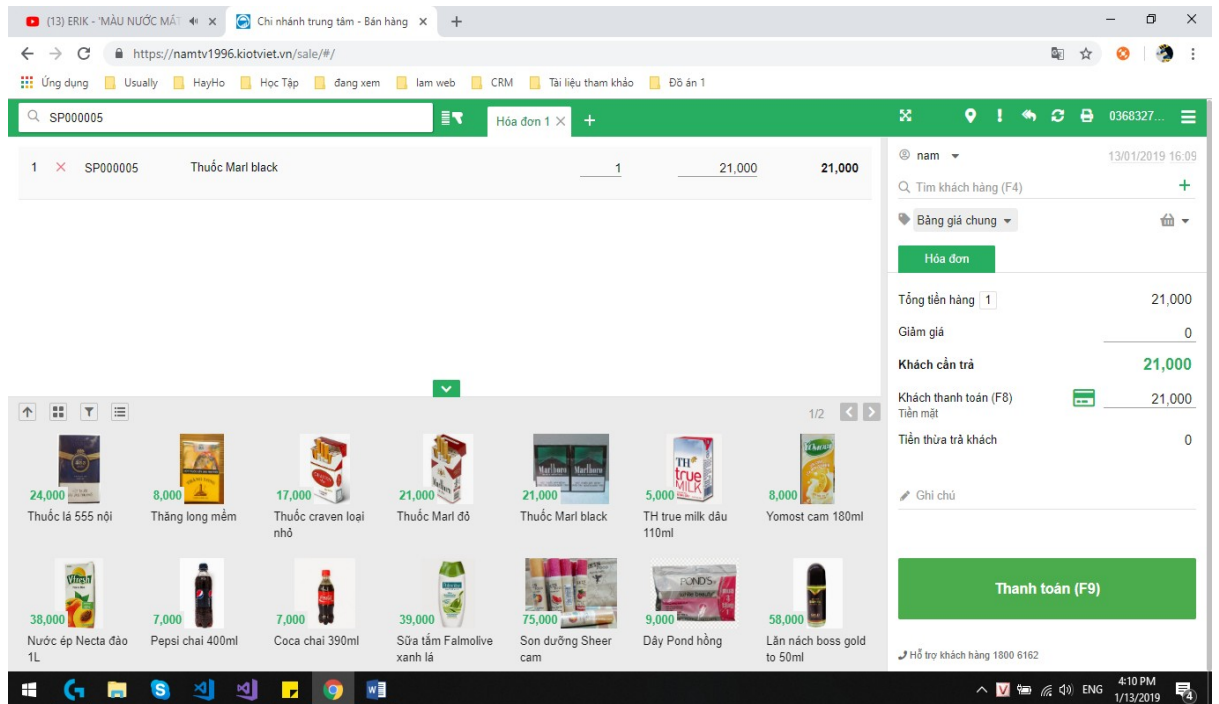 (13) ERIK - 'MÀU NƯỚC MẮT
Chi nhánh trung tâm - Bán hàng
https://namtv1996.kiotviet.vn/sale/#/
Ứng dụng Usually HayHo Học Tập đang xem lam web CRM Tài liệu tham khảo Đồ án 1
SP000005
Hóa đơn 1
0368327...
1 SP000005 Thuốc Marl black 1 21,000 21,000
nam 13/01/2019 16:09
Tìm khách hàng (F4)
Bảng giá chung
Hóa đơn
Tổng tiền hàng 1 21,000
Giảm giá 0
Khách cần trả 21,000
Khách thanh toán (F8) 21,000
Tiền mặt
Tiền thừa trả khách 0
Ghi chú
Thanh toán (F9)
Hỗ trợ khách hàng 1800 6162
1/2
24,000 8,000 17,000 21,000 21,000 5,000 8,000
Marlboro Marlboro
TH
true
MILK
Thuốc lá 555 nội Thăng long mềm Thuốc craven loại nhỏ Thuốc Marl đỏ Thuốc Marl black TH true milk dâu 110ml Yomost cam 180ml
Vfresh
POND'S
38,000 7,000 7,000 39,000 75,000 9,000 58,000
Nước ép Necta đào 1L Pepsi chai 400ml Coca chai 390ml Sữa tắm Falmolive xanh lá Son dưỡng Sheer cam Dây Pond hồng Lăn nách boss gold to 50ml
ENG
4:10 PM
1/13/2019
4